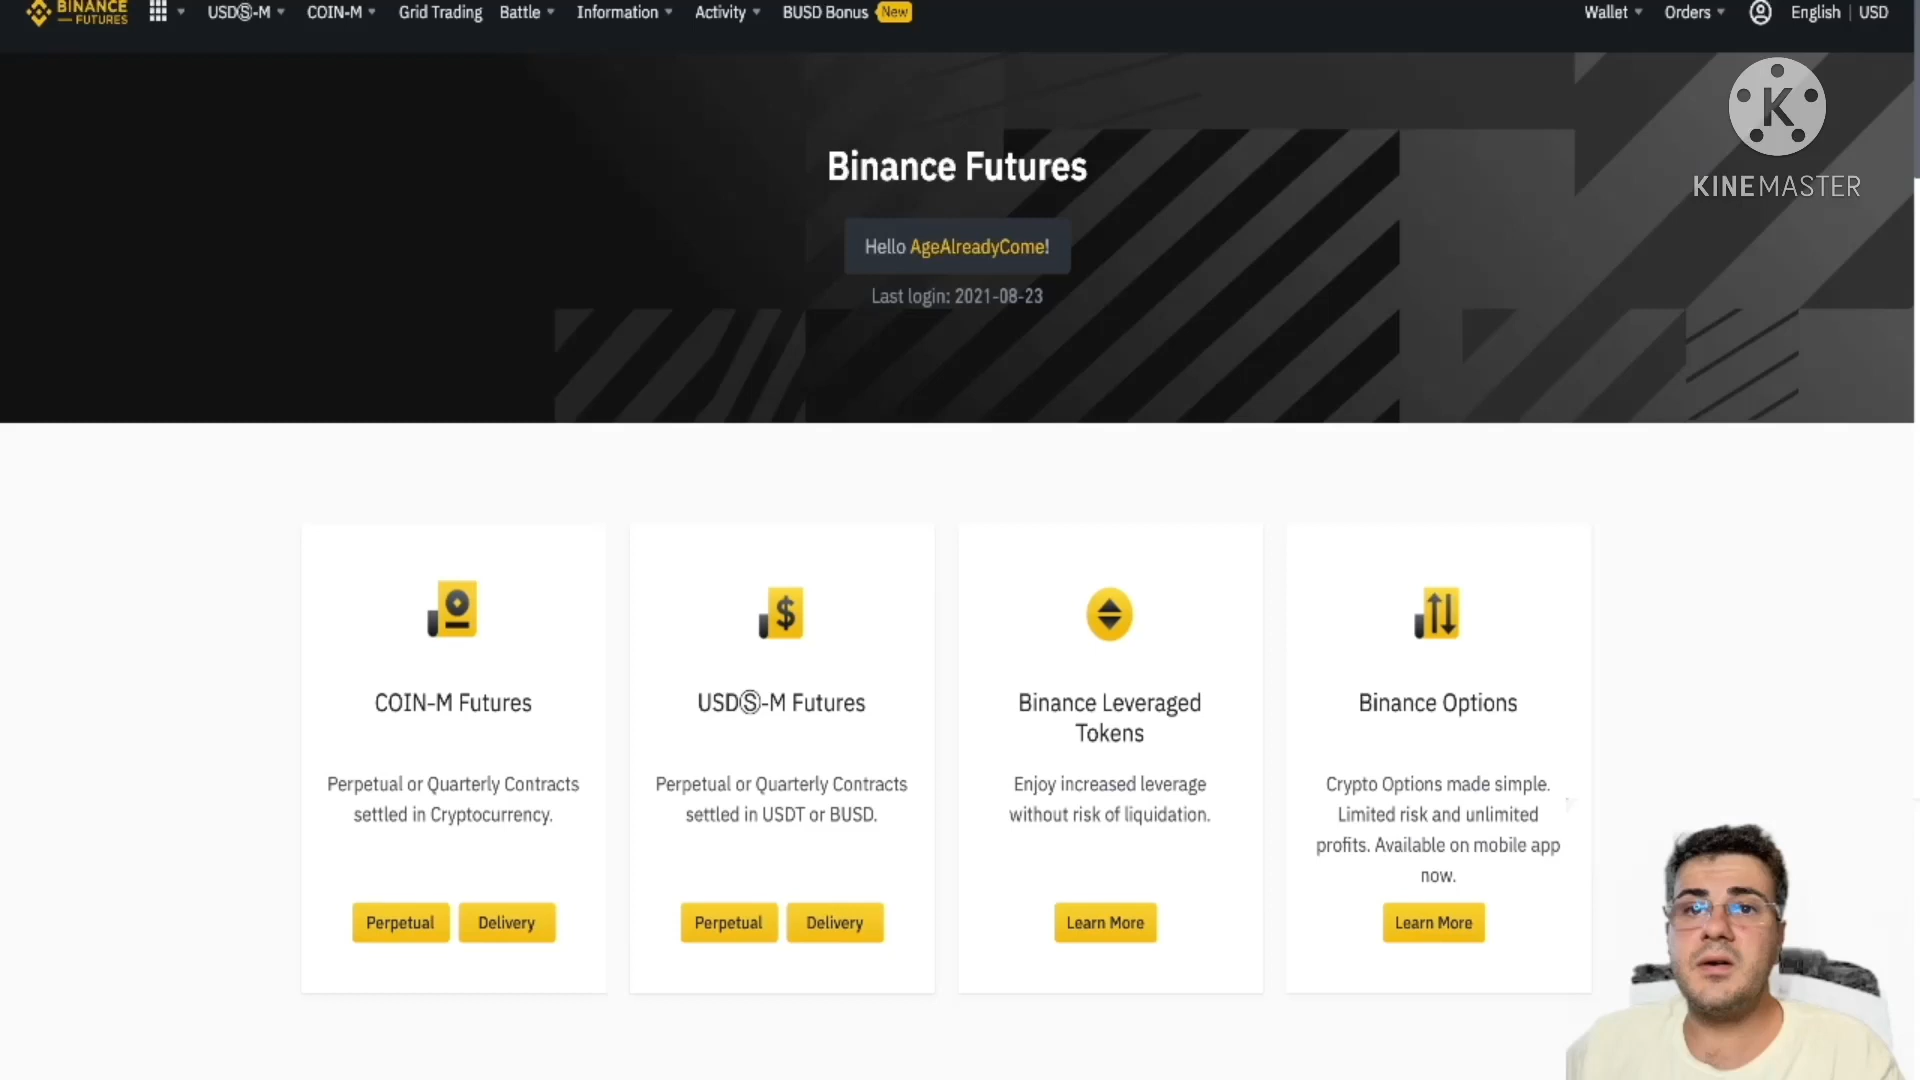 BINANCE
FUTURES
USDⓈ-M COIN-M Grid Trading Battle Information Activity BUSD Bonus New Wallet Orders English | USD
K
KINEMASTER
Binance Futures
Hello AgeAlreadyCome!
Last login: 2021-08-23
COIN-M Futures
Perpetual or Quarterly Contracts
settled in Cryptocurrency.
Perpetual Delivery
USDⓈ-M Futures
Perpetual or Quarterly Contracts
settled in USDT or BUSD.
Perpetual Delivery
Binance Leveraged
Tokens
Enjoy increased leverage
without risk of liquidation.
Learn More
Binance Options
Crypto Options made simple.
Limited risk and unlimited
profits. Available on mobile app
now.
Learn More